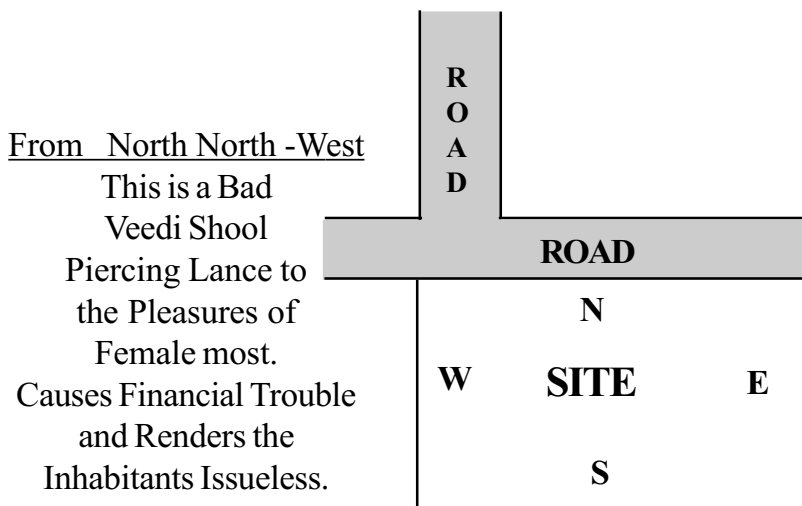 From North North -West
This is a Bad
Veedi Shool
Piercing Lance to
the Pleasures of
Female most.
Causes Financial Trouble
and Renders the
Inhabitants Issueless.
R
O
A
D
ROAD
N
W SITE E
S